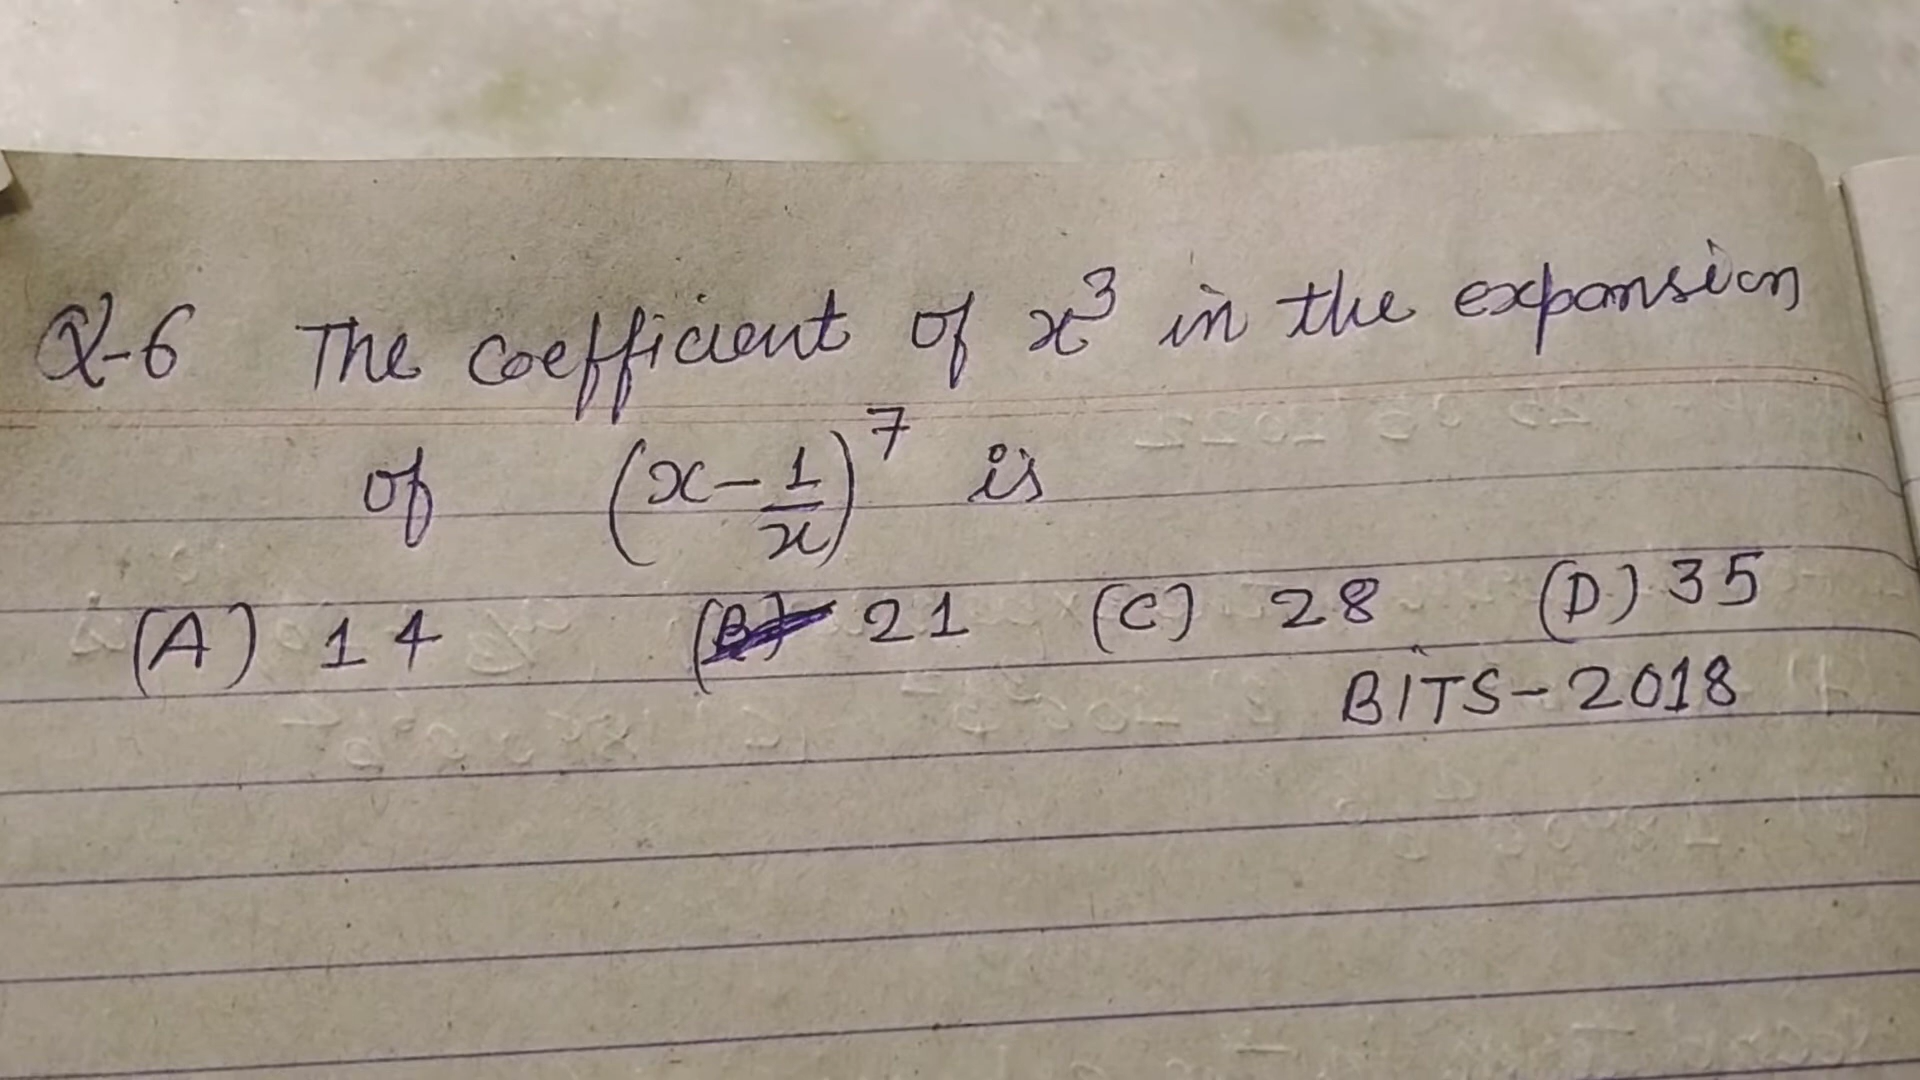 Q-6 The coefficient of x³ in the expansion
of (x - 1/x)⁷ is
(A) 14 (B) 21 (C) 28 (D) 35
BITS-2018